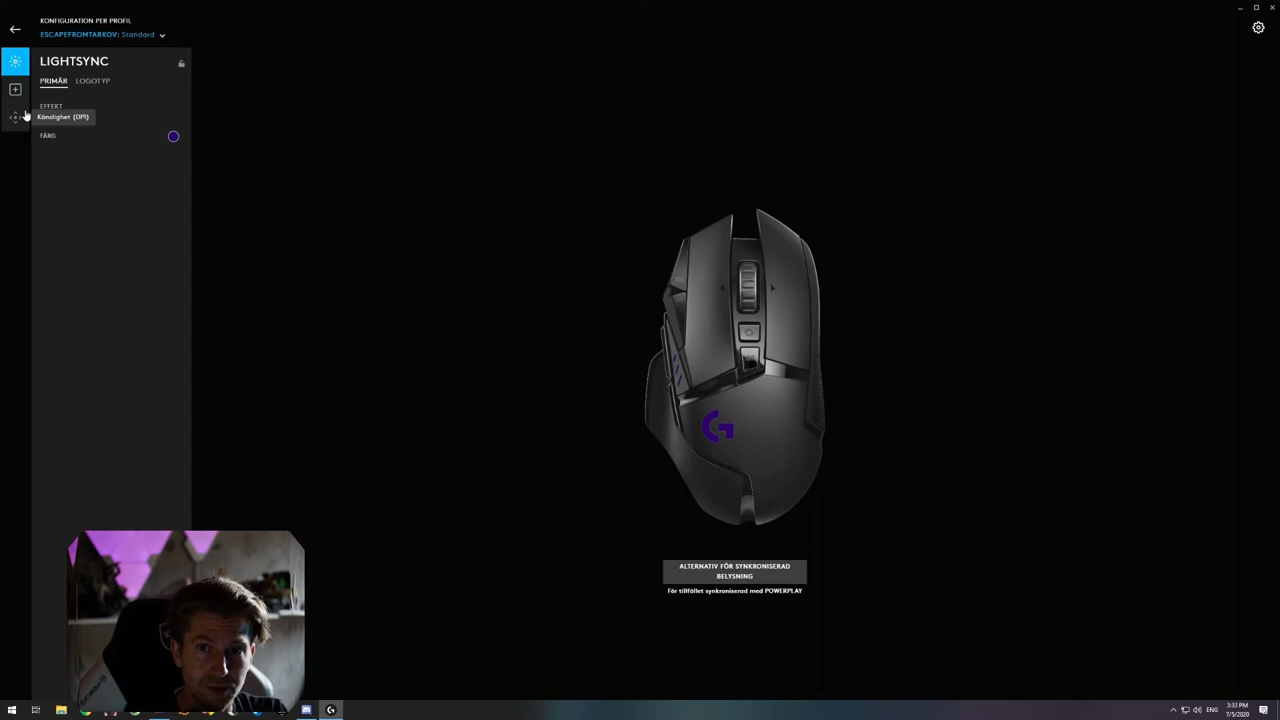 KONFIGURATION PER PROFIL
ESCAPEFROMTARKOV: Standard
LIGHTSYNC
PRIMÄR LOGOTYP
EFFEKT
Känslighet (DPI)
FÄRG
ALTERNATIV FÖR SYNKRONISERAD
BELYSNING
För tillfället synkroniserad med POWERPLAY
ENG
3:33 PM
7/5/2020